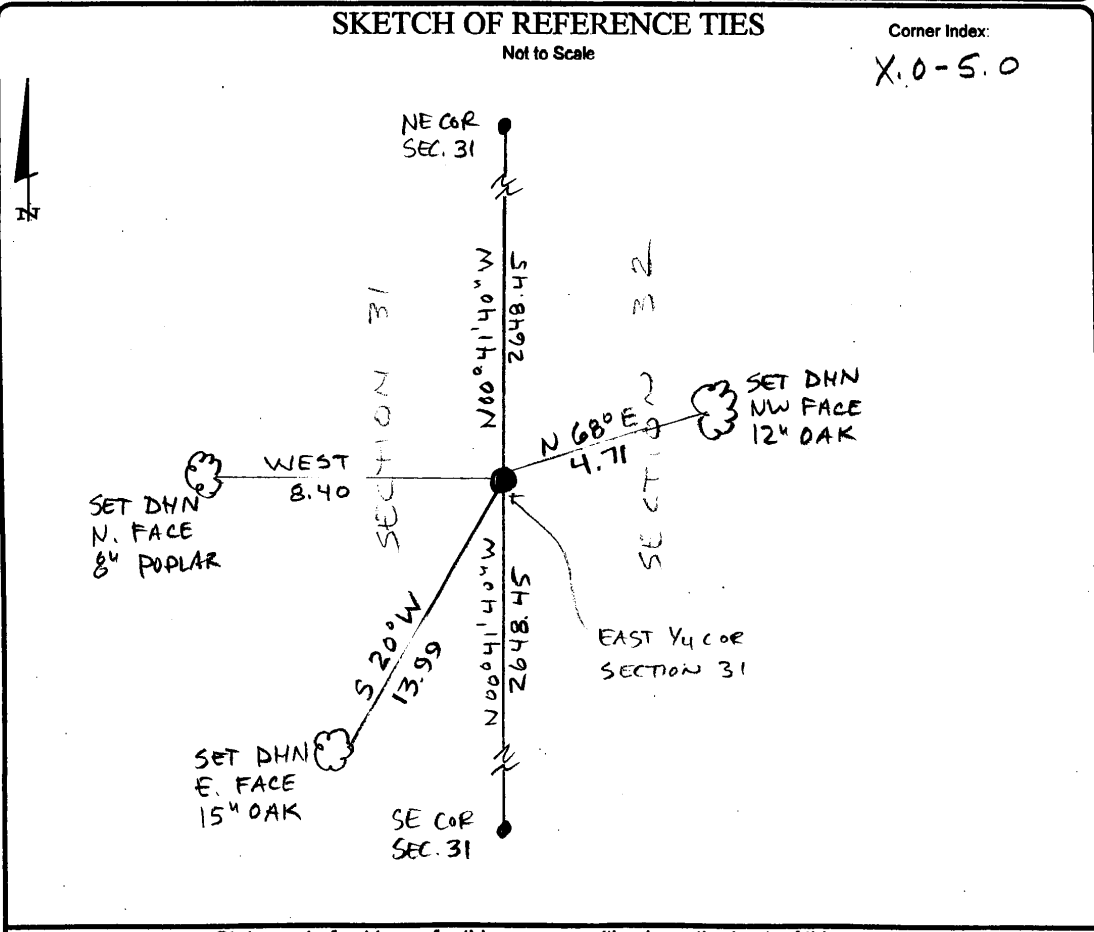 SKETCH OF REFERENCE TIES
Not to Scale
Corner Index:
X.0-5.0
N
NE COR
SEC. 31
N00°41'40"W
2648.45
SECTION 31
SECTION 32
SET DHN
NW FACE
12" OAK
N 68° E
4.71
WEST
8.40
SET DHN
N. FACE
8" POPLAR
N00°41'40"W
2648.45
S 20° W
13.99
EAST 1/4 COR
SECTION 31
SET DHN
E. FACE
15" OAK
SE COR
SEC. 31